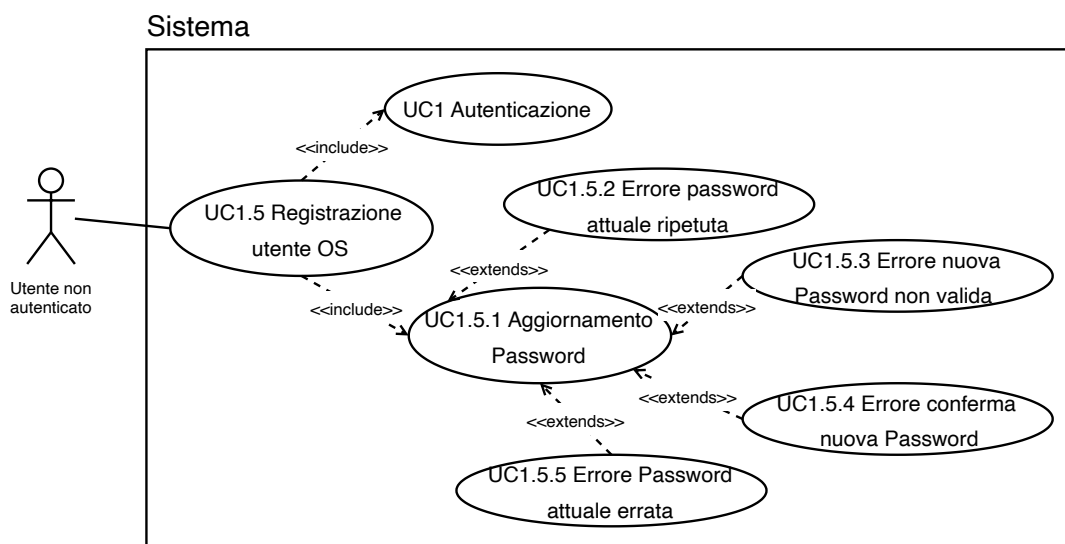 Sistema
UC1 Autenticazione
<<include>>
UC1.5.2 Errore password
attuale ripetuta
UC1.5 Registrazione
utente OS
Utente non
autenticato
<<extends>>
UC1.5.3 Errore nuova
Password non valida
<<include>>
<<extends>>
UC1.5.1 Aggiornamento
Password
<<extends>>
UC1.5.4 Errore conferma
nuova Password
<<extends>>
UC1.5.5 Errore Password
attuale errata